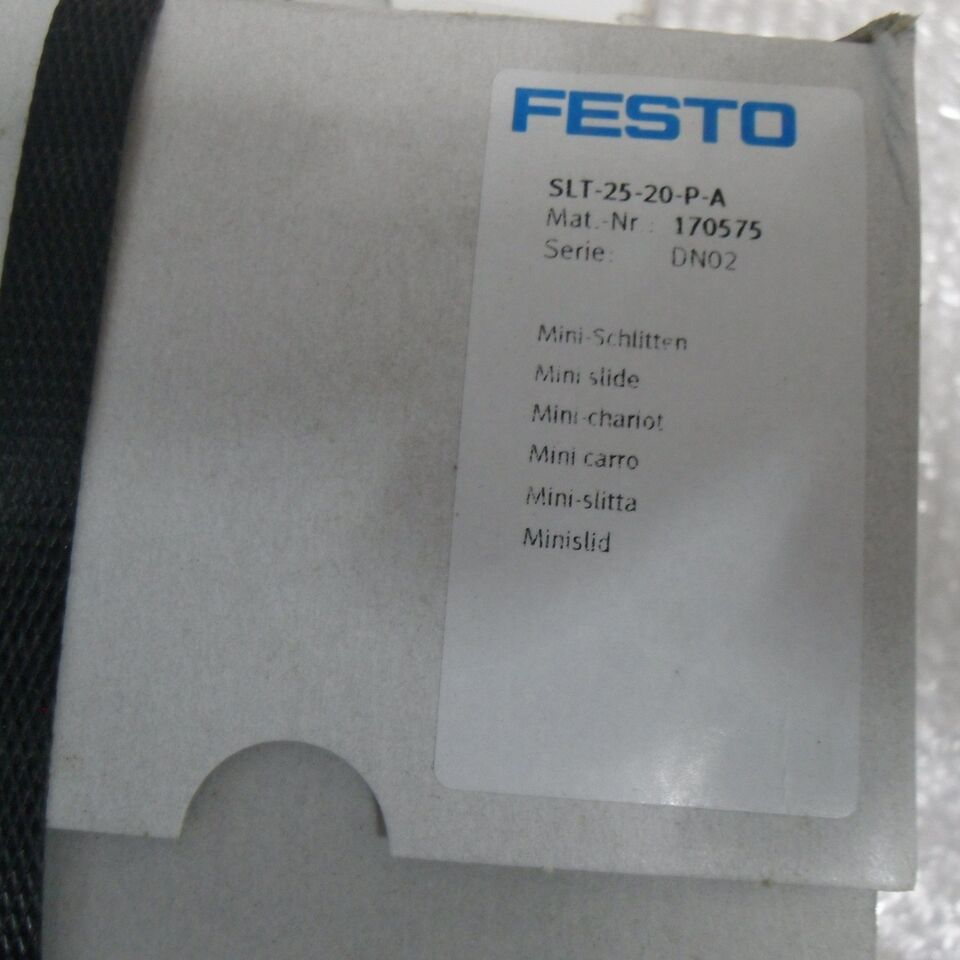 FESTO
SLT-25-20-P-A
Mat.-Nr.: 170575
Serie: DN02
Mini-Schlitten
Mini slide
Mini-chariot
Mini carro
Mini-slitta
Minislid